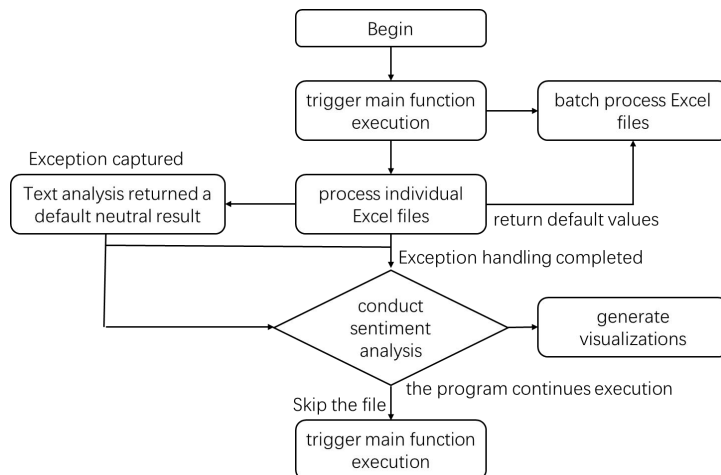 Begin
trigger main function
execution
batch process Excel
files
Exception captured
Text analysis returned a
default neutral result
process individual
Excel files
return default values
Exception handling completed
conduct
sentiment
analysis
generate
visualizations
the program continues execution
Skip the file
trigger main function
execution